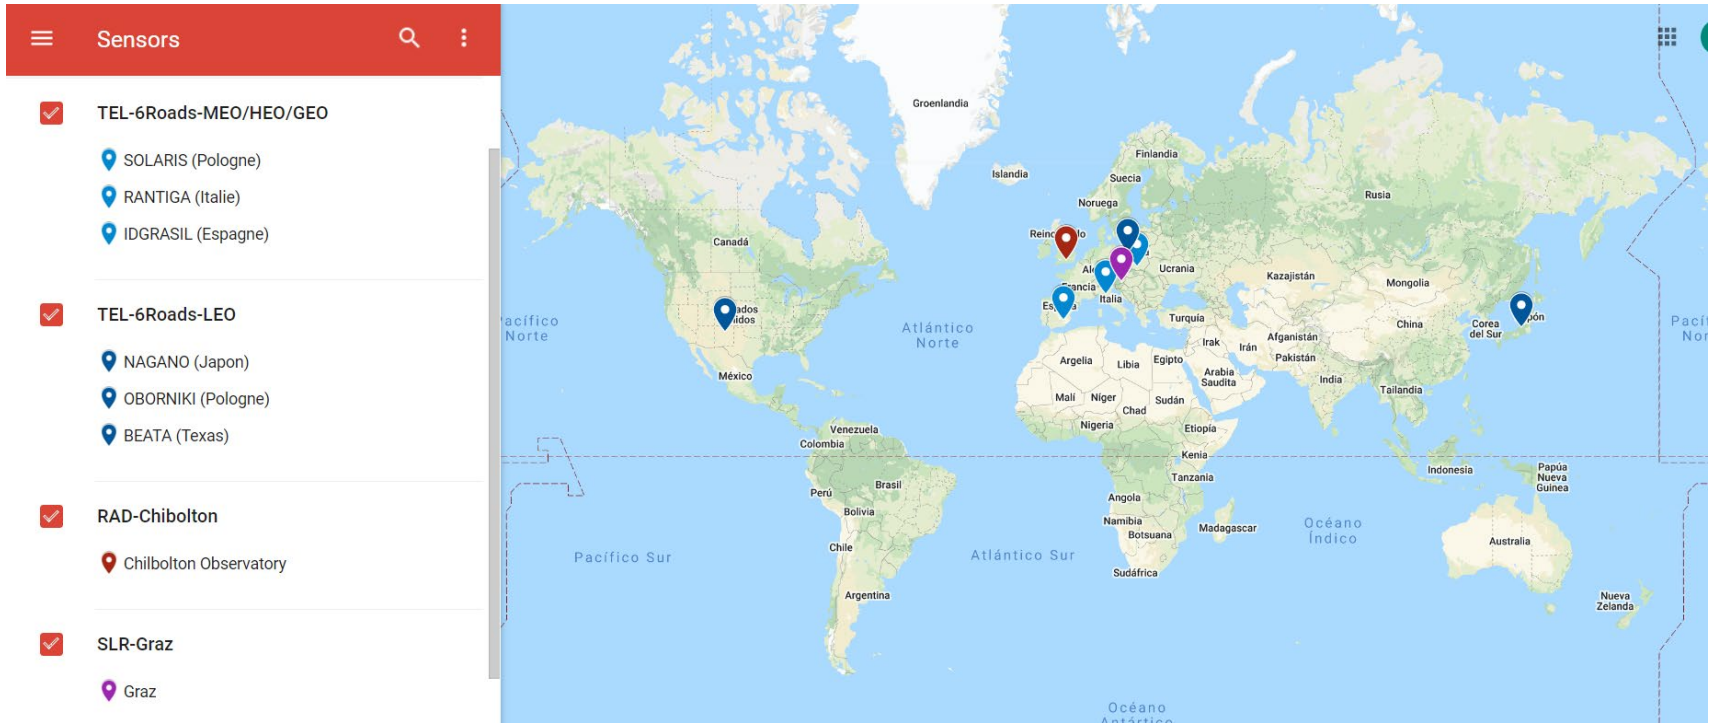 Sensors
TEL-6Roads-MEO/HEO/GEO
SOLARIS (Pologne)
RANTIGA (Italie)
IDGRASIL (Espagne)
TEL-6Roads-LEO
NAGANO (Japon)
OBORNIKI (Pologne)
BEATA (Texas)
RAD-Chibolton
Chilbolton Observatory
SLR-Graz
Graz
Groenlandia
Islandia
Finlandia
Suecia
Noruega
Rusia
Canadá
Ucrania
Kazajistán
Mongolia
Francia
Italia
Turquía
Corea
del Sur
China
Afganistán
Pakistán
Irak
Irán
Atlántico
Norte
México
Argelia
Libia
Egipto
Arabia
Saudita
India
Tailandia
Malí
Níger
Chad
Sudán
Nigeria
Etiopía
Venezuela
Colombia
Kenia
Tanzania
Indonesia
Papúa
Nueva
Guinea
Perú
Brasil
Bolivia
Angola
Namibia
Botsuana
Madagascar
Océano
Índico
Australia
Chile
Pacífico Sur
Atlántico Sur
Sudáfrica
Argentina
Nueva
Zelanda
Océano